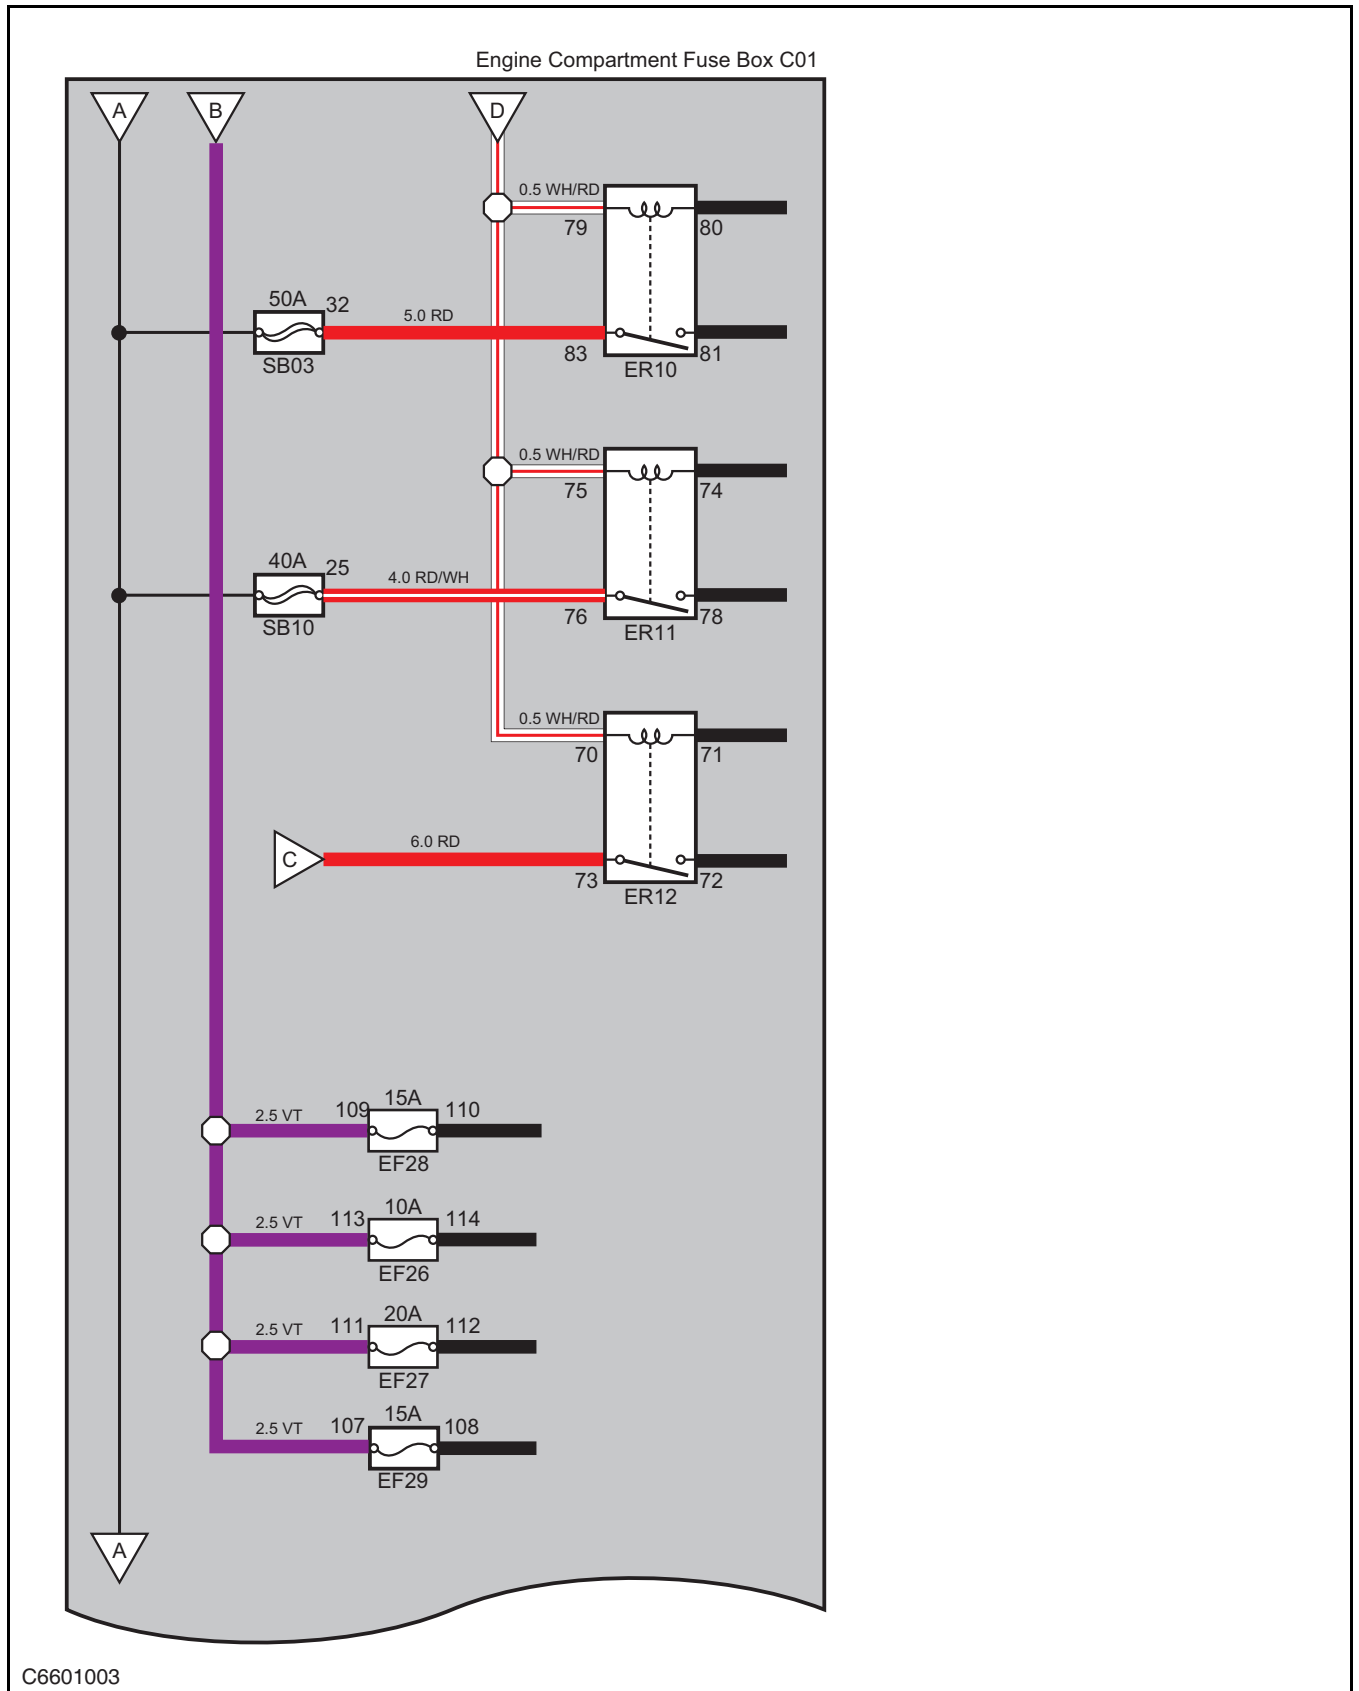 Engine Compartment Fuse Box C01
A
B
D
0.5 WH/RD
79
80
50A
32
5.0 RD
83
81
SB03
ER10
0.5 WH/RD
75
74
40A
25
4.0 RD/WH
76
78
SB10
ER11
0.5 WH/RD
70
71
C
6.0 RD
73
72
ER12
15A
2.5 VT
109
110
EF28
10A
2.5 VT
113
114
EF26
20A
2.5 VT
111
112
EF27
15A
2.5 VT
107
108
EF29
A
C6601003